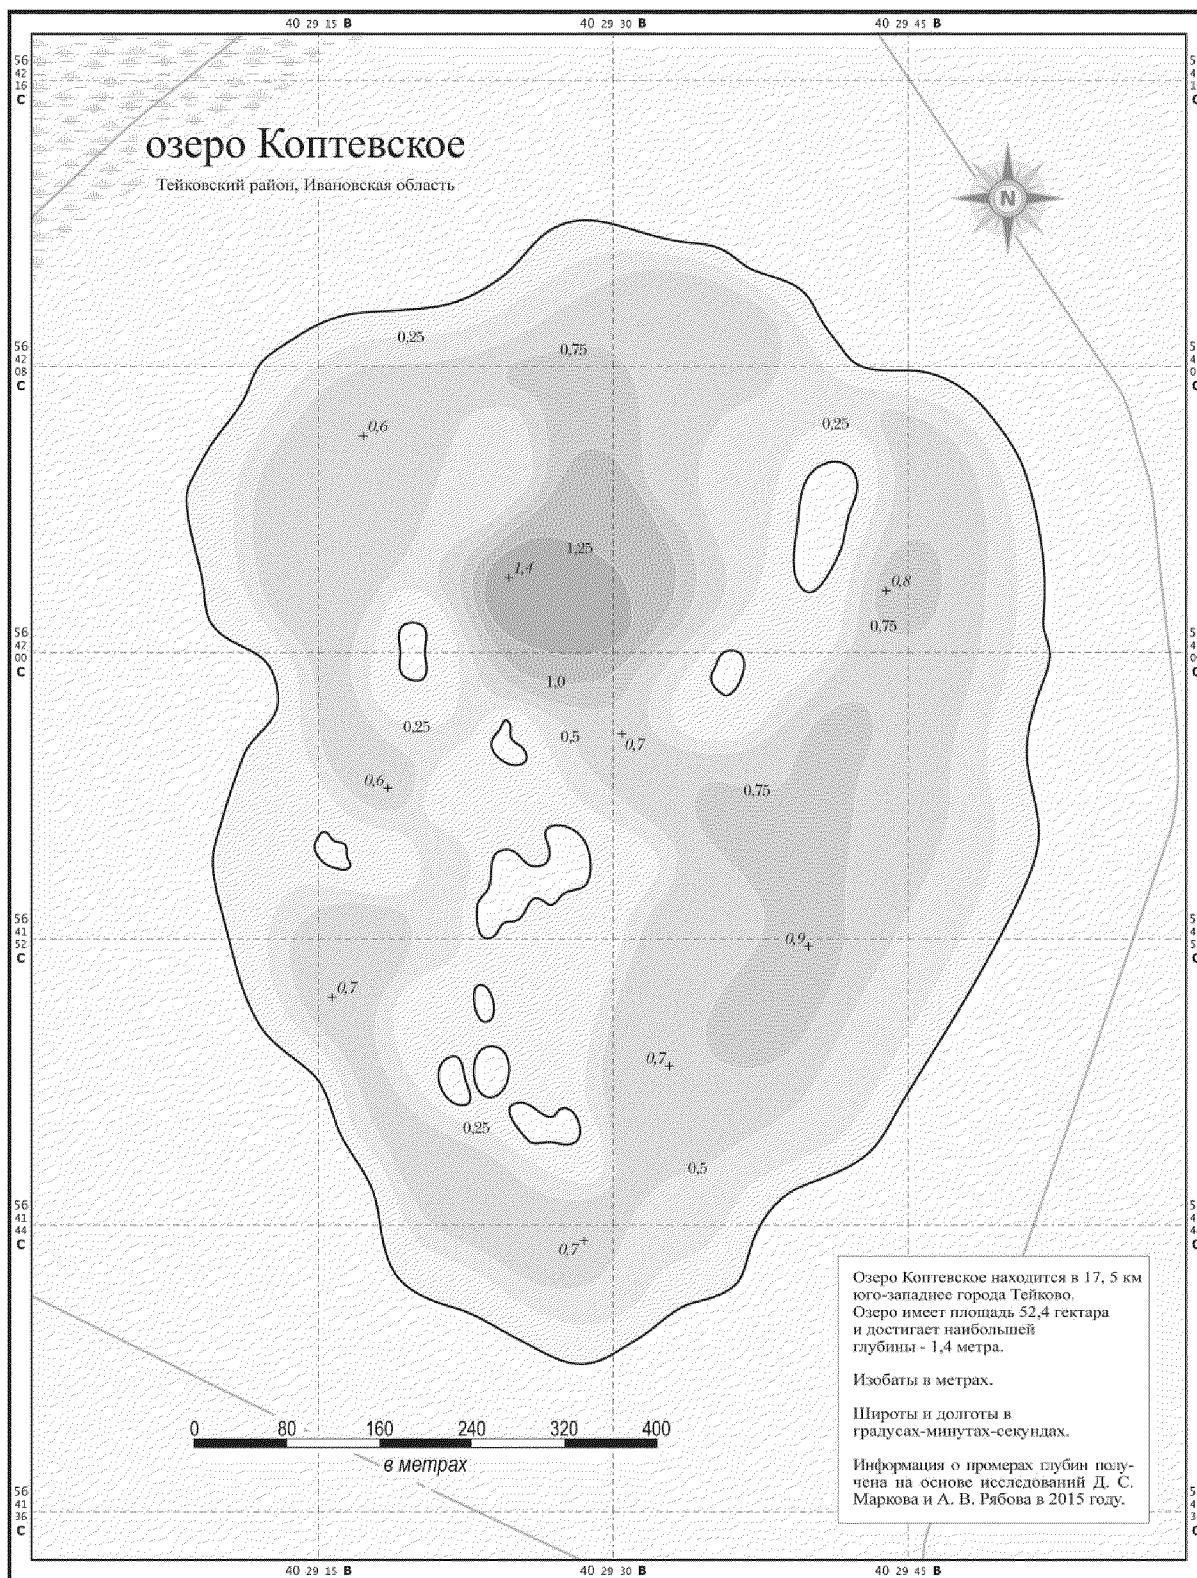 40 29 15 В
40 29 30 В
40 29 45 В
56
42
16
С
озеро Коптевское
Тейковский район, Ивановская область
N
0,25
0,75
56
42
08
С
0,6
0,25
1,25
1,4
0,8
0,75
56
42
00
С
1,0
0,25
0,5
0,7
0,6
0,75
56
41
52
С
0,9
0,7
0,7
0,25
0,5
56
41
44
С
0,7
Озеро Коптевское находится в 17, 5 км
юго-западнее города Тейково.
Озеро имеет площадь 52,4 гектара
и достигает наибольшей
глубины - 1,4 метра.
Изобаты в метрах.
Широты и долготы в
градусах-минутах-секундах.
Информация о промерах глубин полу-
чена на основе исследований Д. С.
Маркова и А. В. Рябова в 2015 году.
0 80 160 240 320 400
в метрах
56
41
36
С
40 29 15 В
40 29 30 В
40 29 45 В